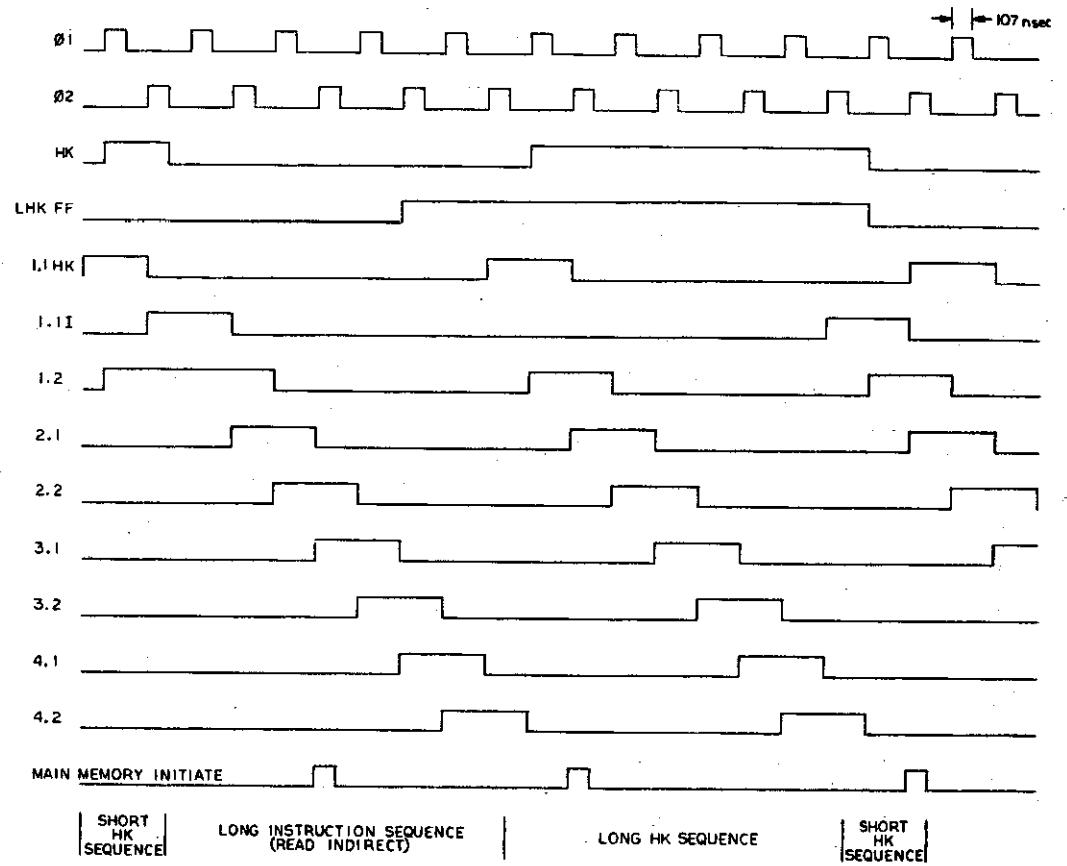 107 nsec
Ø1
Ø2
HK
LHK FF
1.1HK
1.1I
1.2
2.1
2.2
3.1
3.2
4.1
4.2
MAIN MEMORY INITIATE
SHORT
HK
SEQUENCE
LONG INSTRUCTION SEQUENCE
(READ INDIRECT)
LONG HK SEQUENCE
SHORT
HK
SEQUENCE